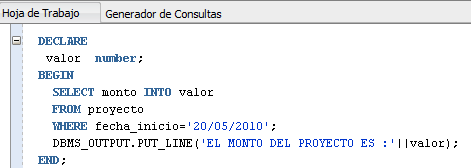 Hoja de Trabajo Generador de Consultas
DECLARE
valor number;
BEGIN
SELECT monto INTO valor
FROM proyecto
WHERE fecha_inicio='20/05/2010';
DBMS_OUTPUT.PUT_LINE('EL MONTO DEL PROYECTO ES :'||valor);
END;